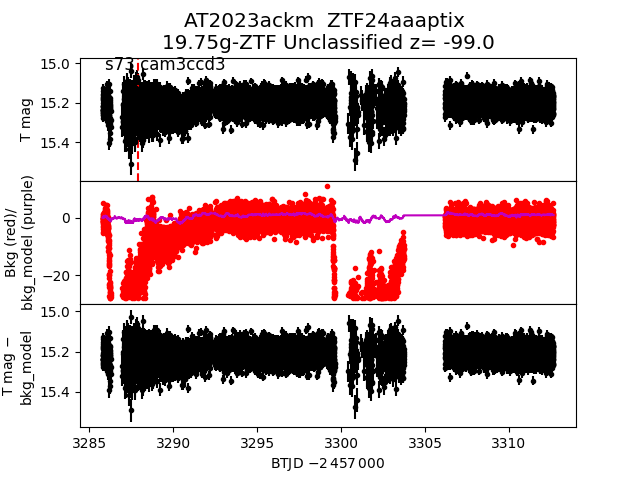 AT2023ackm  ZTF24aaaptix
19.75g-ZTF Unclassified z= -99.0
s73 cam3ccd3
15.0
15.2
15.4
T mag
0
−20
Bkg (red)/
bkg_model (purple)
15.0
15.2
15.4
T mag −
bkg_model
3285
3290
3295
3300
3305
3310
BTJD −2 457 000